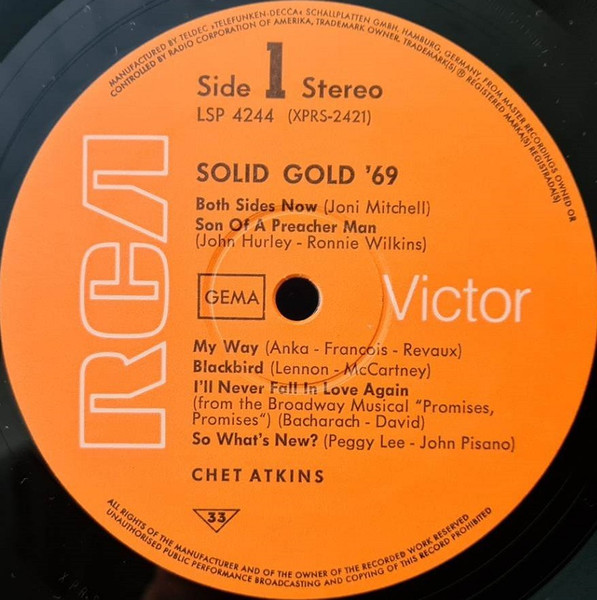 MANUFACTURED BY TELDEC »TELEFUNKEN-DECCA« SCHALLPLATTEN GMBH, HAMBURG, GERMANY, FROM MASTER RECORDINGS OWNED OR
CONTROLLED BY RADIO CORPORATION OF AMERIKA, TRADEMARK OWNER. TRADEMARK(S) ® REGISTERED MARKA(S) REGISTRADA(S)
Side 1 Stereo
LSP 4244 (XPRS-2421)
SOLID GOLD '69
Both Sides Now (Joni Mitchell)
Son Of A Preacher Man
(John Hurley - Ronnie Wilkins)
RCA
GEMA
Victor
My Way (Anka - Francois - Revaux)
Blackbird (Lennon - McCartney)
I'll Never Fall In Love Again
(from the Broadway Musical "Promises,
Promises") (Bacharach - David)
So What's New? (Peggy Lee - John Pisano)
CHET ATKINS
33
ALL RIGHTS OF THE MANUFACTURER AND OF THE OWNER OF THE RECORDED WORK RESERVED
UNAUTHORISED PUBLIC PERFORMANCE BROADCASTING AND COPYING OF THIS RECORD PROHIBITED